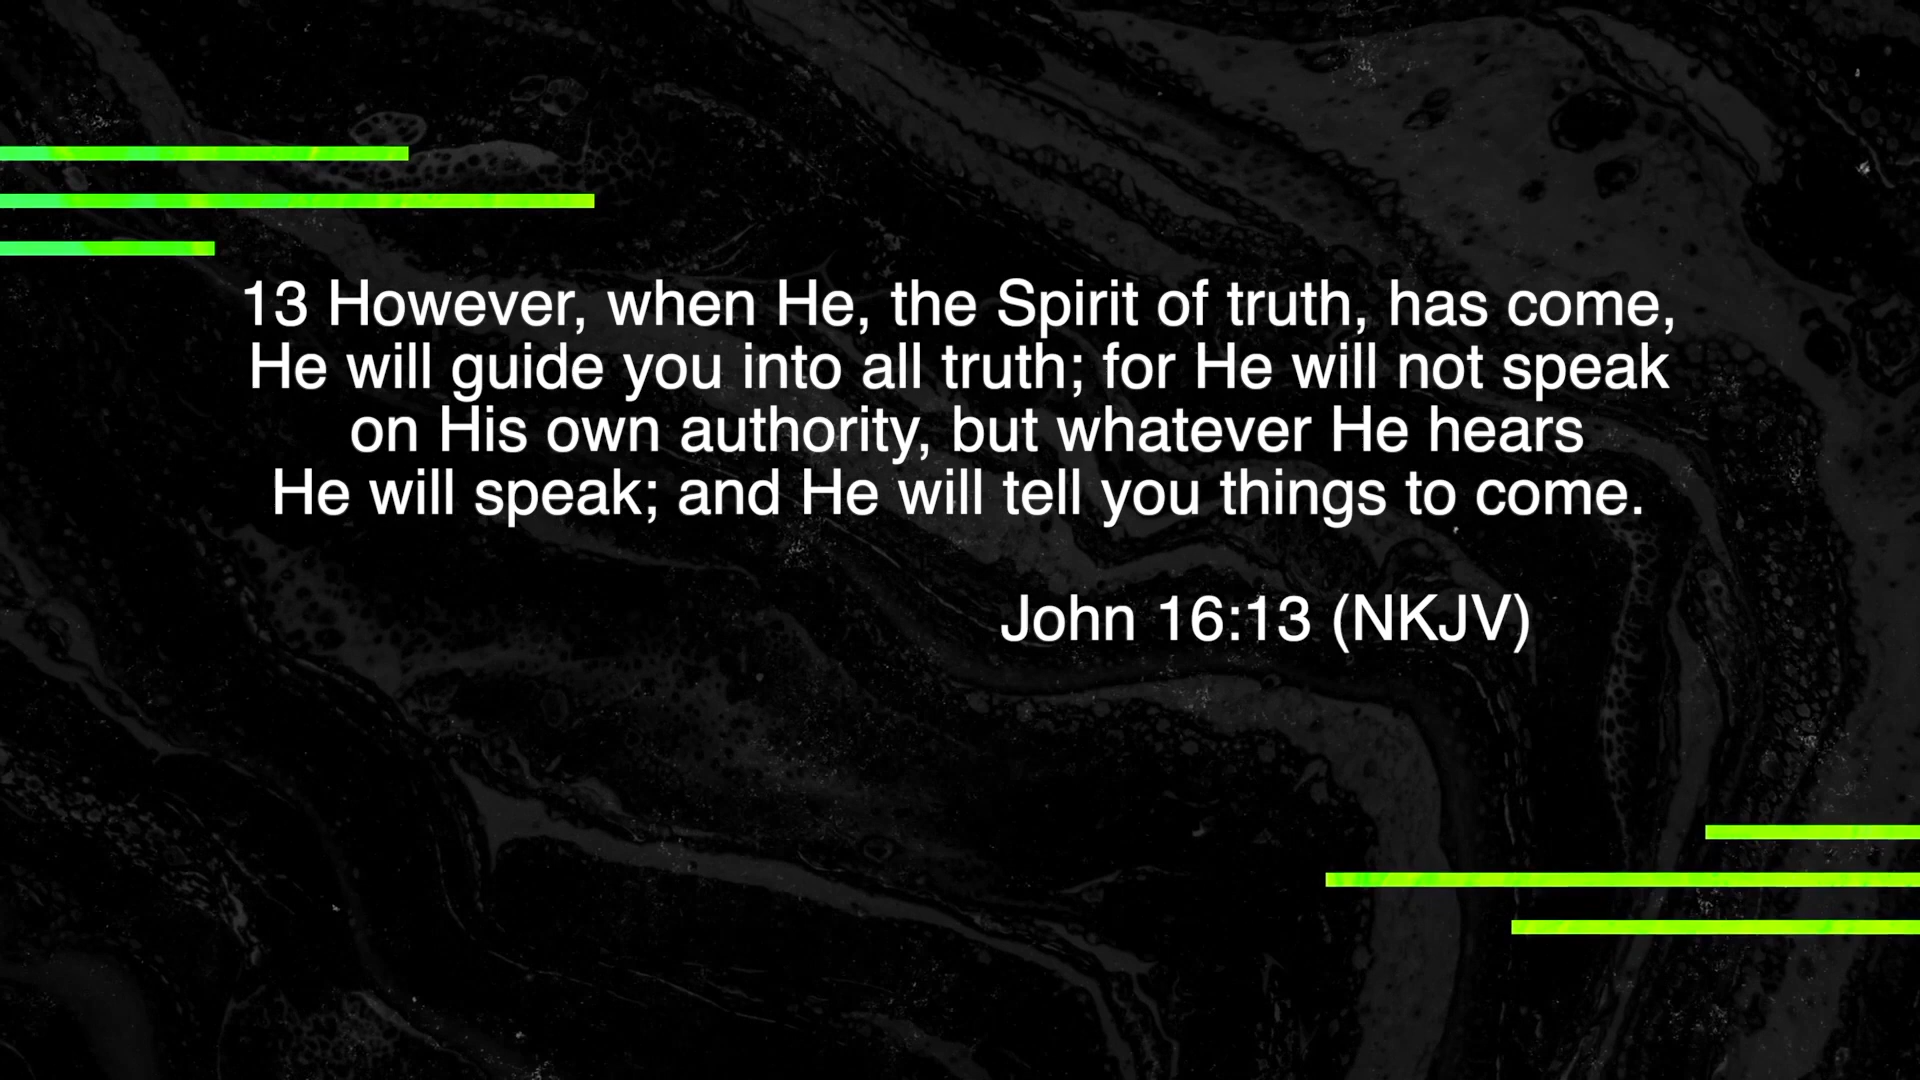 13 However, when He, the Spirit of truth, has come,
He will guide you into all truth; for He will not speak
on His own authority, but whatever He hears
He will speak; and He will tell you things to come.
John 16:13 (NKJV)